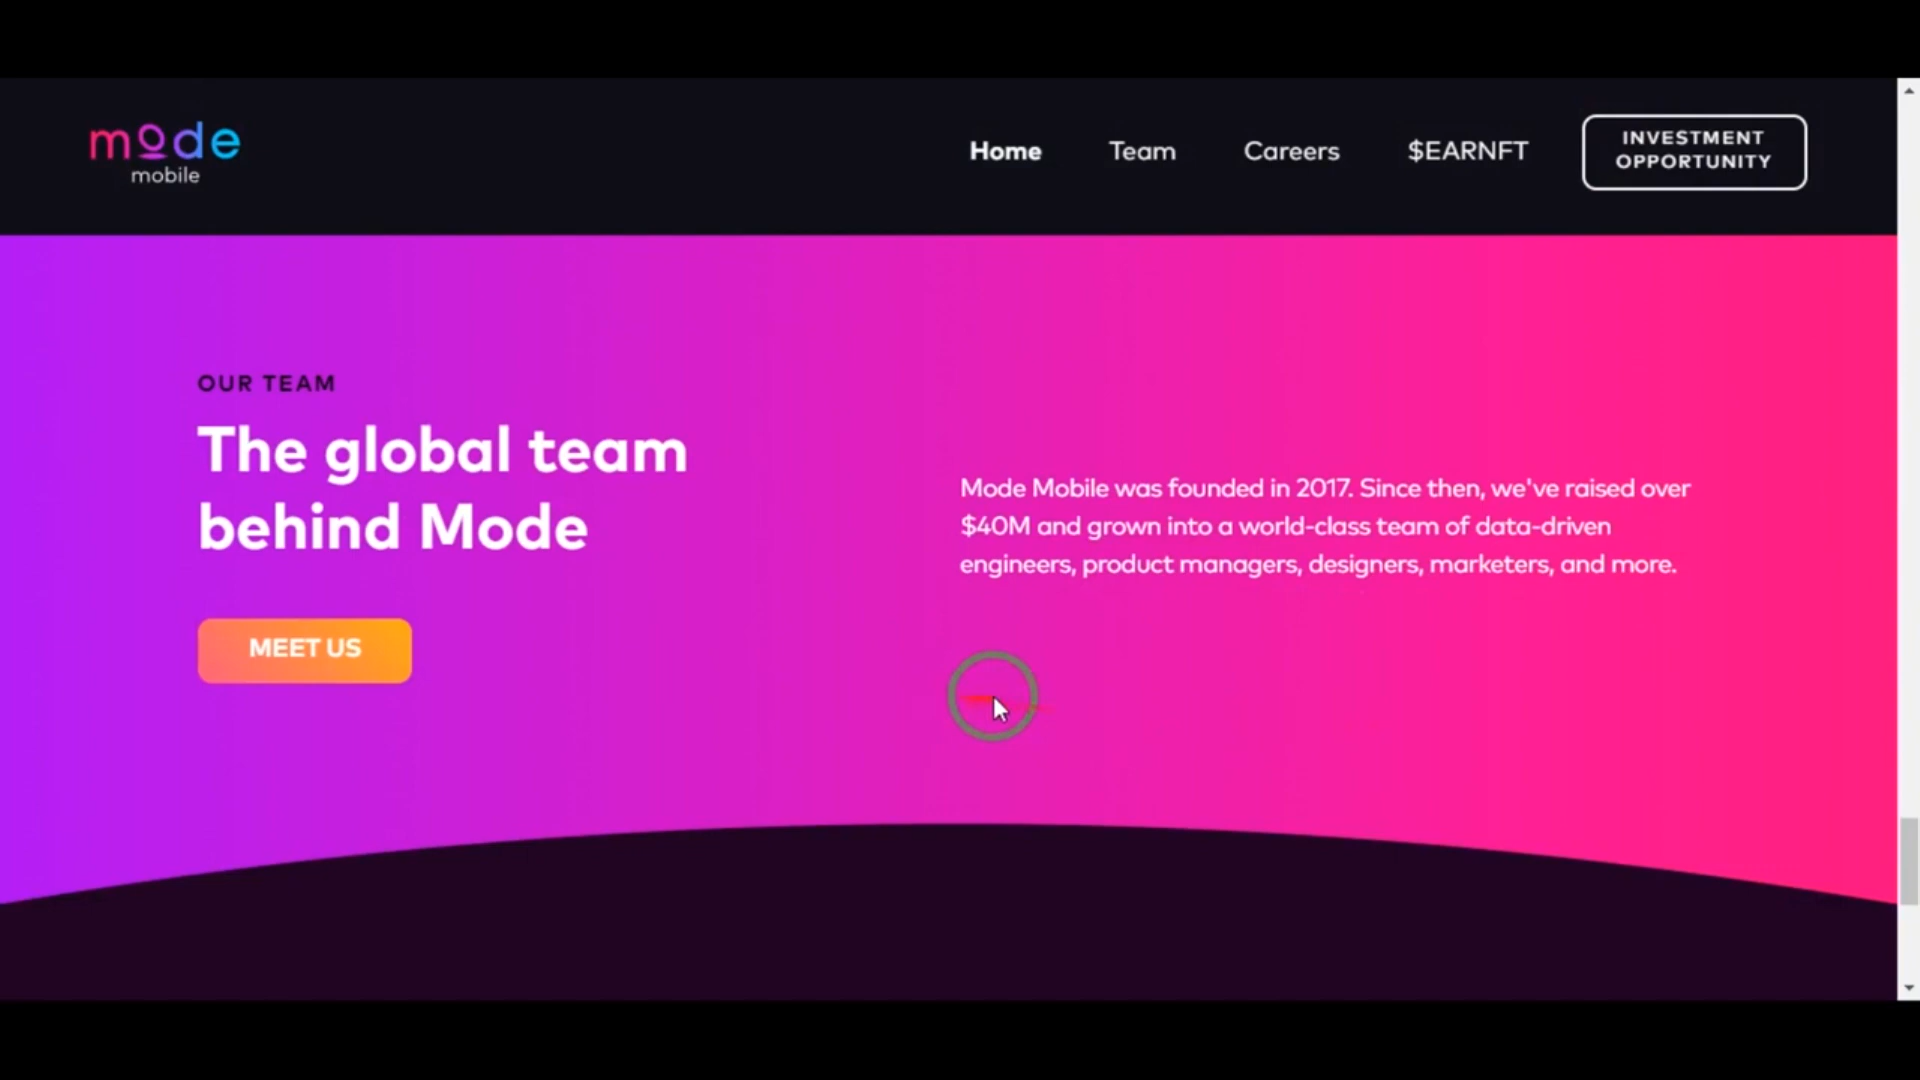 mode
mobile
Home
Team
Careers
$EARNFT
INVESTMENT
OPPORTUNITY
OUR TEAM
The global team
behind Mode
MEET US
Mode Mobile was founded in 2017. Since then, we've raised over
$40M and grown into a world-class team of data-driven
engineers, product managers, designers, marketers, and more.